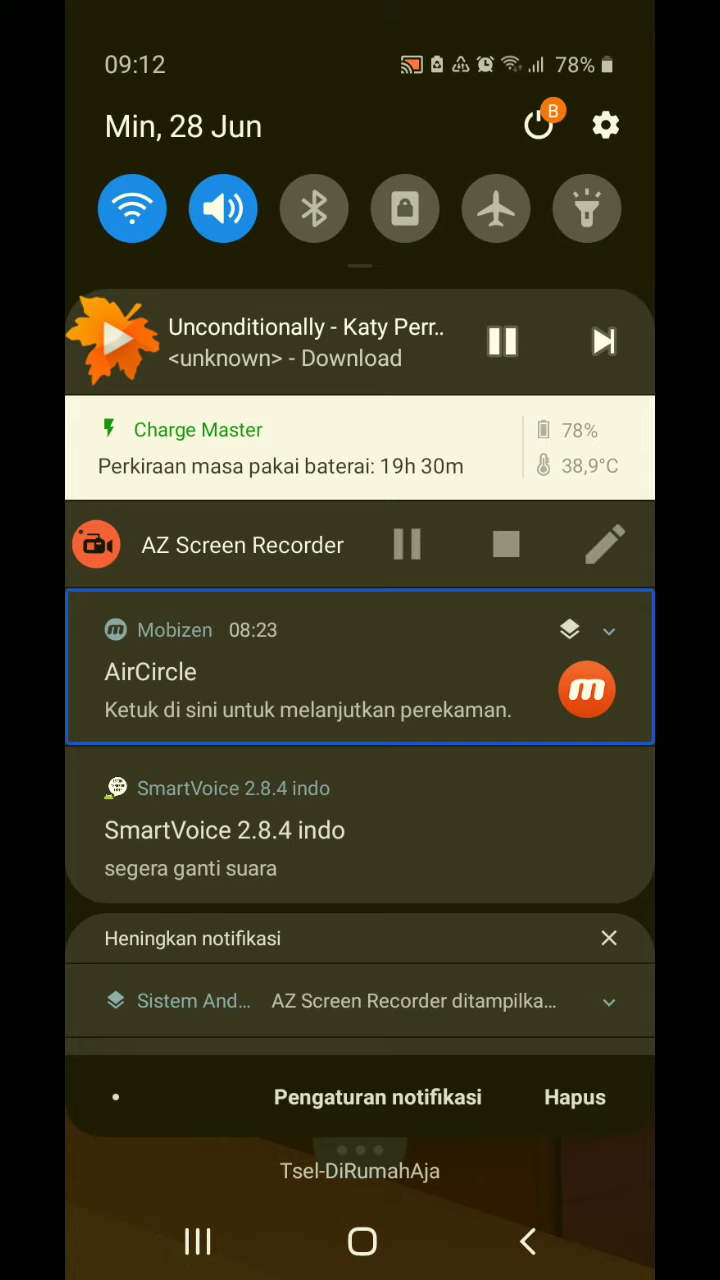 09:12
78%
Min, 28 Jun
B
Unconditionally - Katy Perr..
<unknown> - Download
Charge Master
78%
Perkiraan masa pakai baterai: 19h 30m
38,9°C
AZ Screen Recorder
Mobizen 08:23
AirCircle
Ketuk di sini untuk melanjutkan perekaman.
SmartVoice 2.8.4 indo
SmartVoice 2.8.4 indo
segera ganti suara
Heningkan notifikasi
Sistem And... AZ Screen Recorder ditampilka...
Pengaturan notifikasi Hapus
Tsel-DiRumahAja